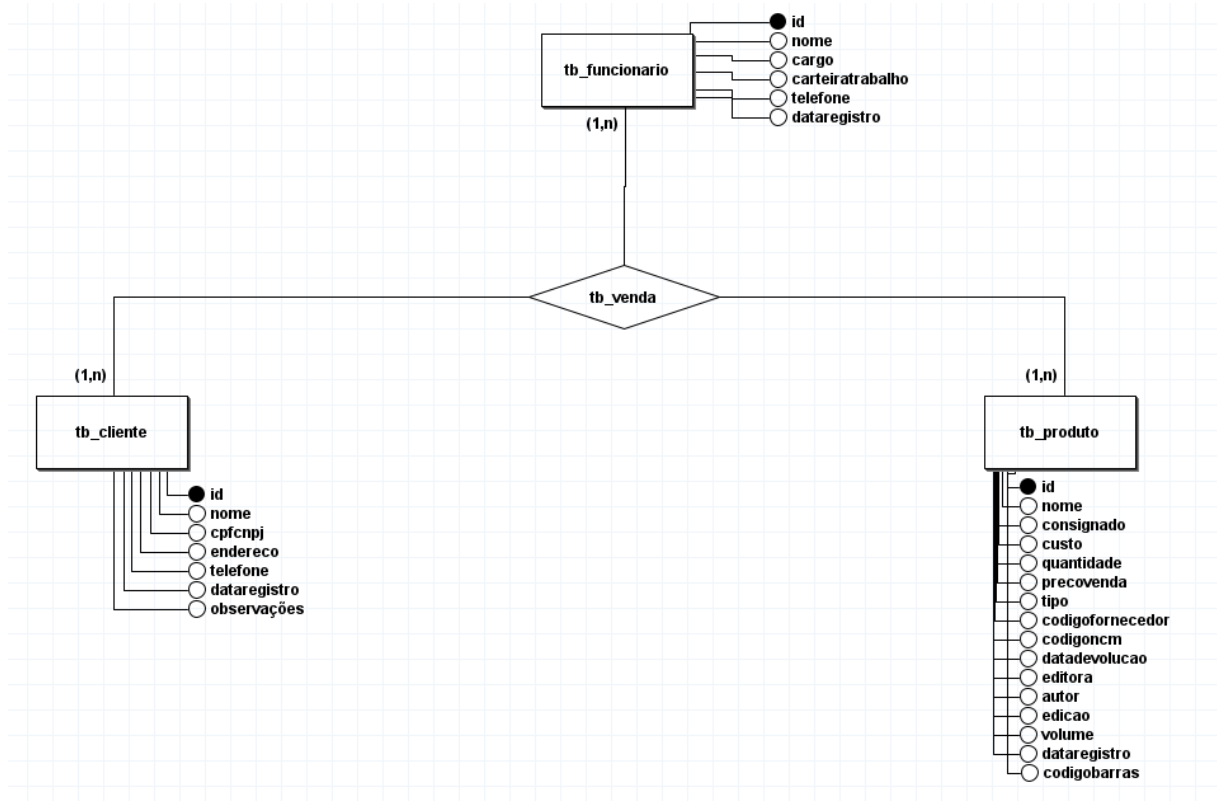 id
nome
cargo
carteiratrabalho
telefone
dataregistro
tb_funcionario
(1,n)
tb_venda
(1,n)
tb_cliente
id
nome
cpfcnpj
endereco
telefone
dataregistro
observações
(1,n)
tb_produto
id
nome
consignado
custo
quantidade
precovenda
tipo
codigofornecedor
codigoncm
datadevolucao
editora
autor
edicao
volume
dataregistro
codigobarras